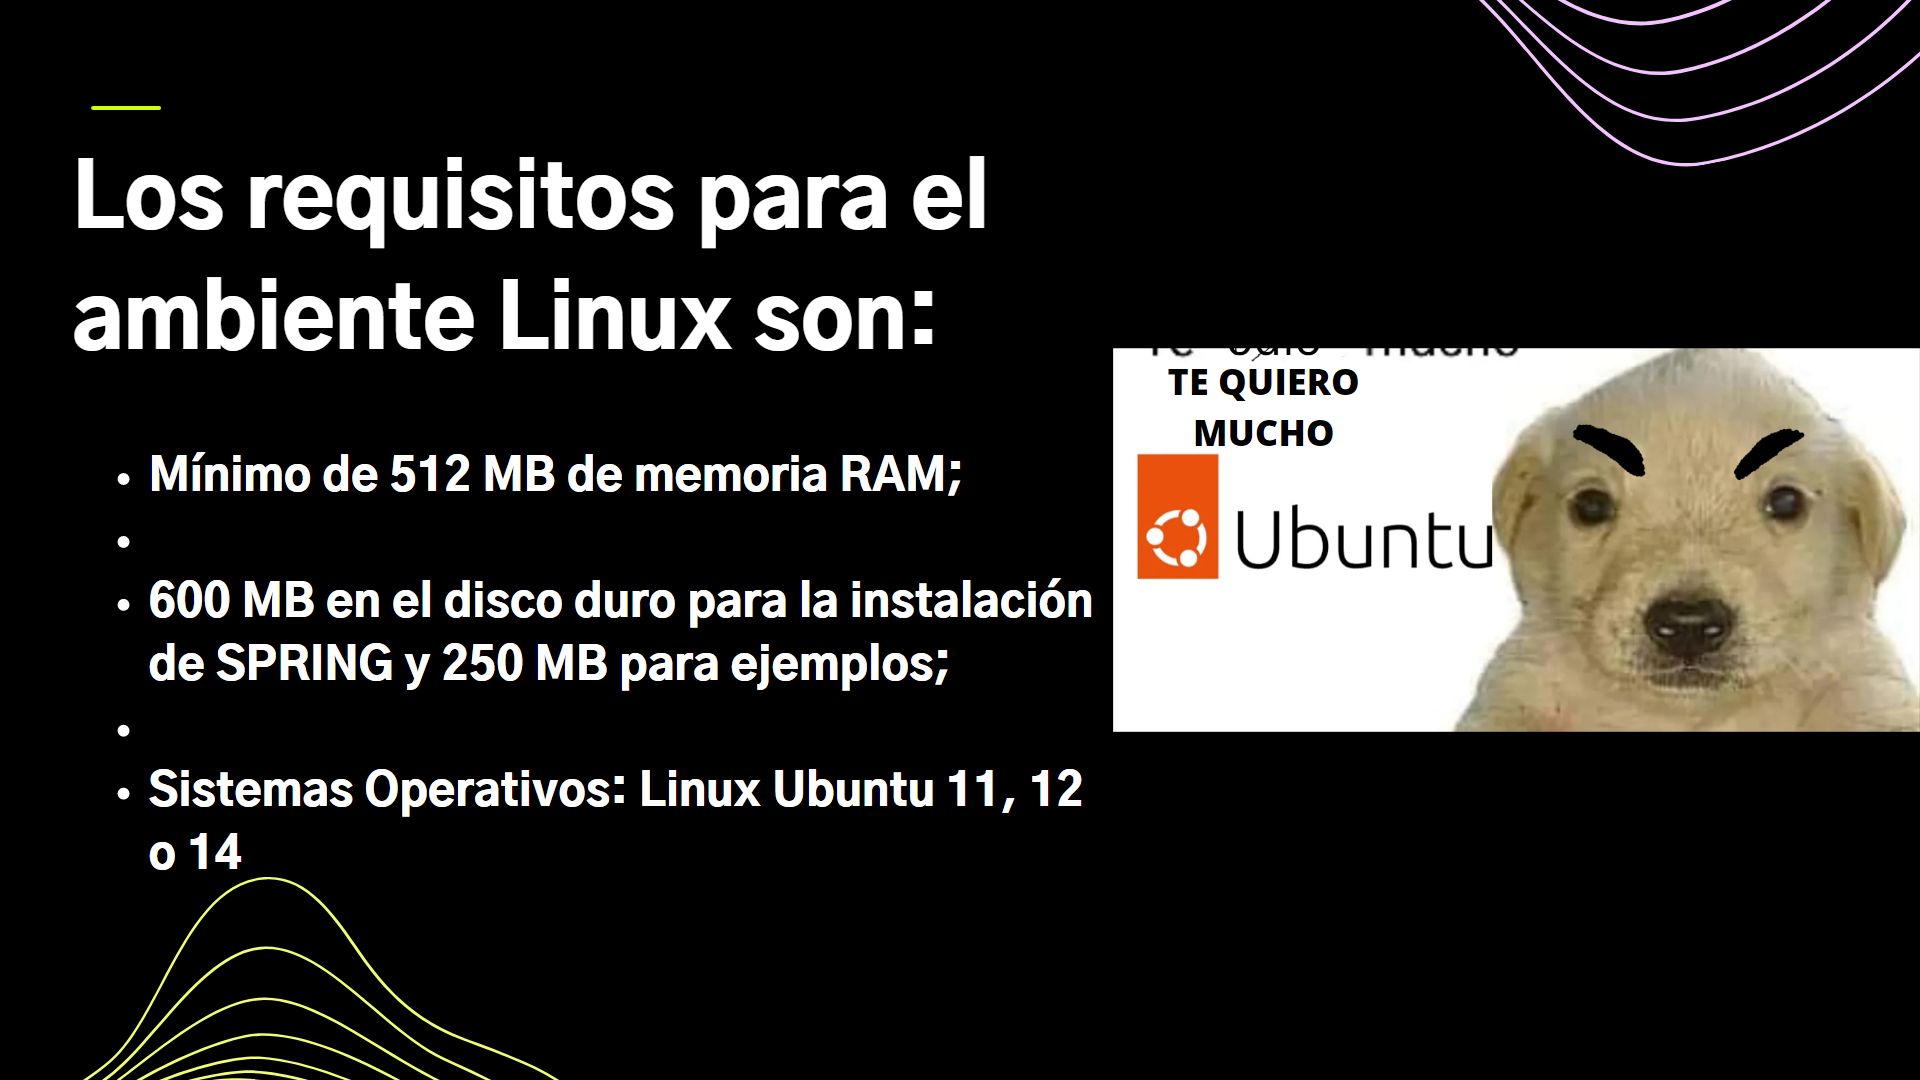 Los requisitos para el
ambiente Linux son:
• Mínimo de 512 MB de memoria RAM;
•
• 600 MB en el disco duro para la instalación
de SPRING y 250 MB para ejemplos;
•
• Sistemas Operativos: Linux Ubuntu 11, 12
o 14
TE QUIERO
MUCHO
Ubuntu